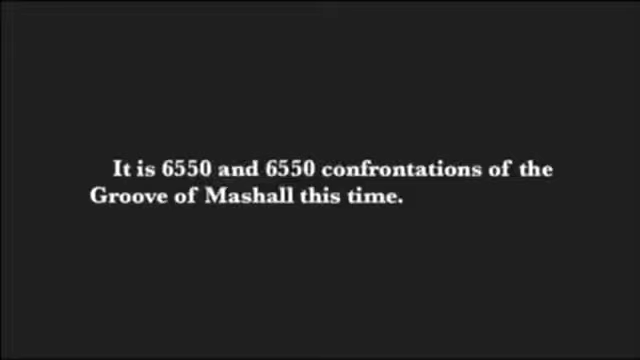 It is 6550 and 6550 confrontations of the
Groove of Mashall this time.